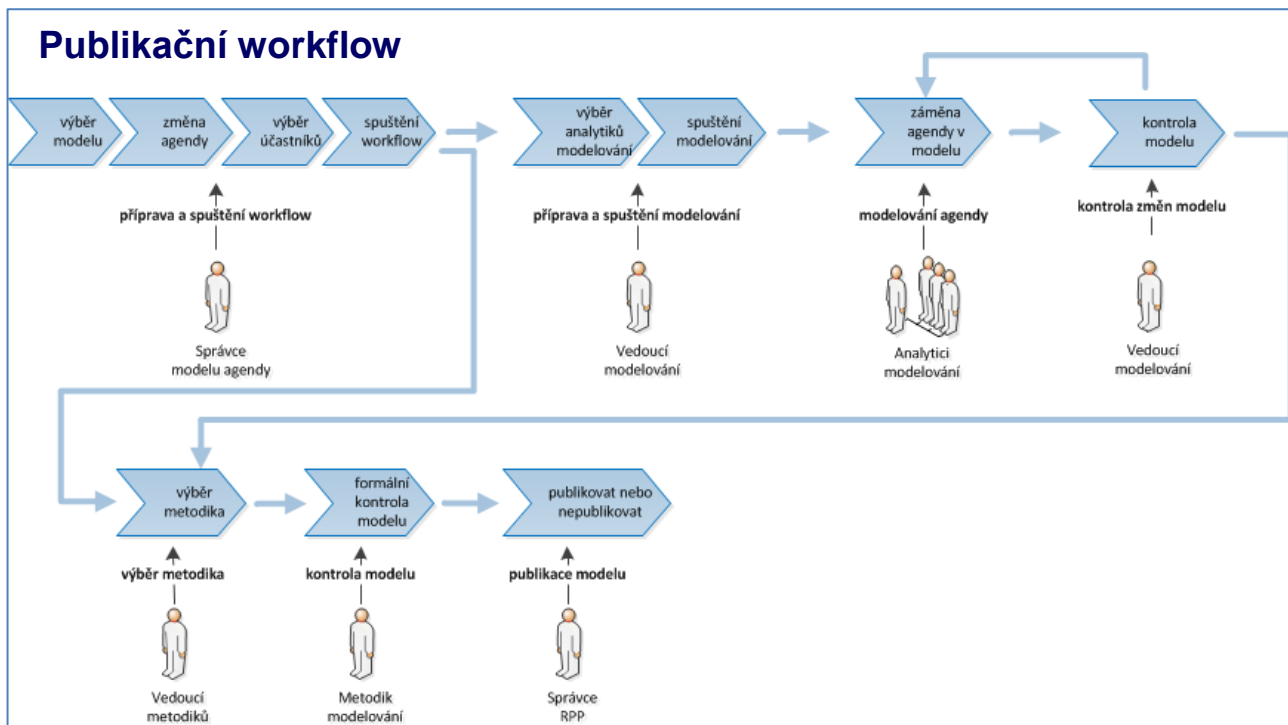 Publikační workflow
výběr
modelu
změna
agendy
výběr
účastníků
spuštění
workflow
výběr
analytiků
modelování
spuštění
modelování
záměna
agendy v
modelu
kontrola
modelu
příprava a spuštění workflow
příprava a spuštění modelování
modelování agendy
kontrola změn modelu
Správce
modelu agendy
Vedoucí
modelování
Analytici
modelování
Vedoucí
modelování
výběr
metodika
formální
kontrola
modelu
publikovat nebo
nepublikovat
výběr metodika
kontrola modelu
publikace modelu
Vedoucí
metodiků
Metodik
modelování
Správce
RPP